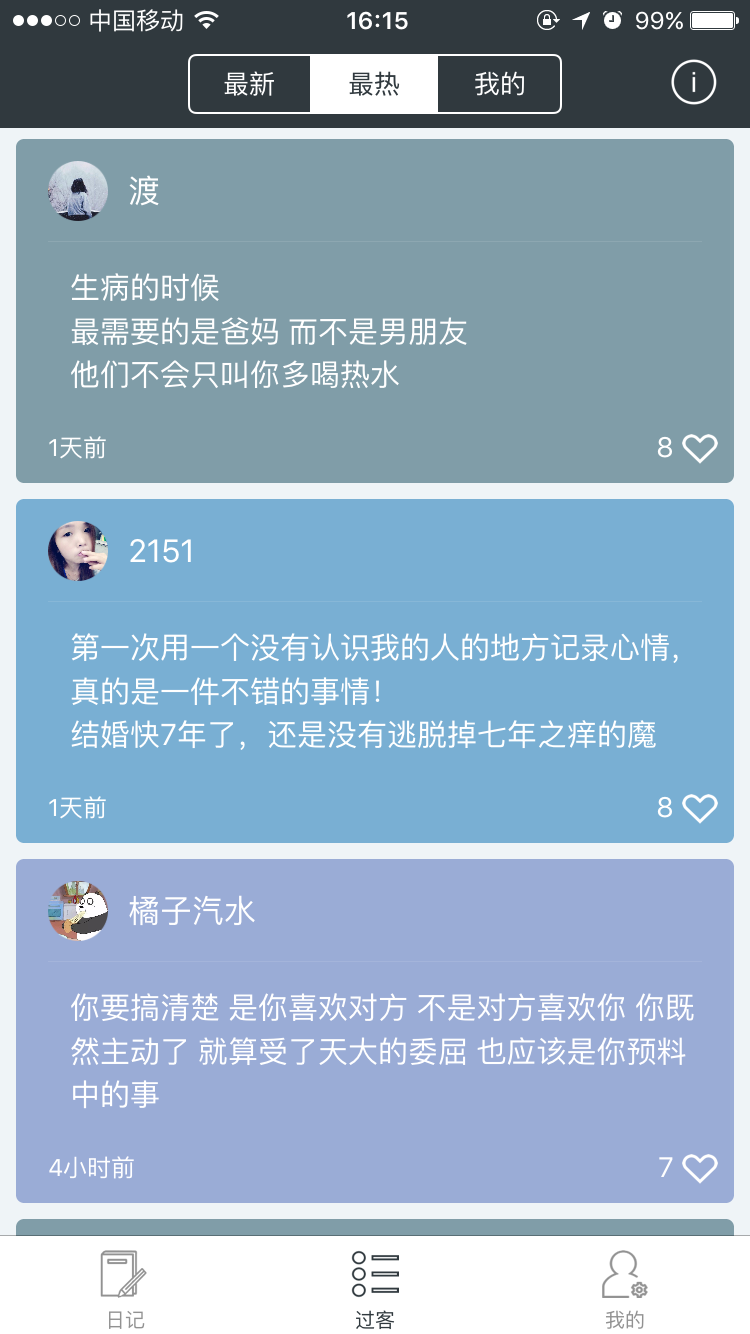 中国移动 16:15 99%
最新 最热 我的 i
渡
生病的时候
最需要的是爸妈 而不是男朋友
他们不会只叫你多喝热水
1天前 8
2151
第一次用一个没有认识我的人的地方记录心情，
真的是一件不错的事情！
结婚快7年了，还是没有逃脱掉七年之痒的魔
1天前 8
橘子汽水
你要搞清楚 是你喜欢对方 不是对方喜欢你 你既
然主动了 就算受了天大的委屈 也应该是你预料
中的事
4小时前 7
日记 过客 我的